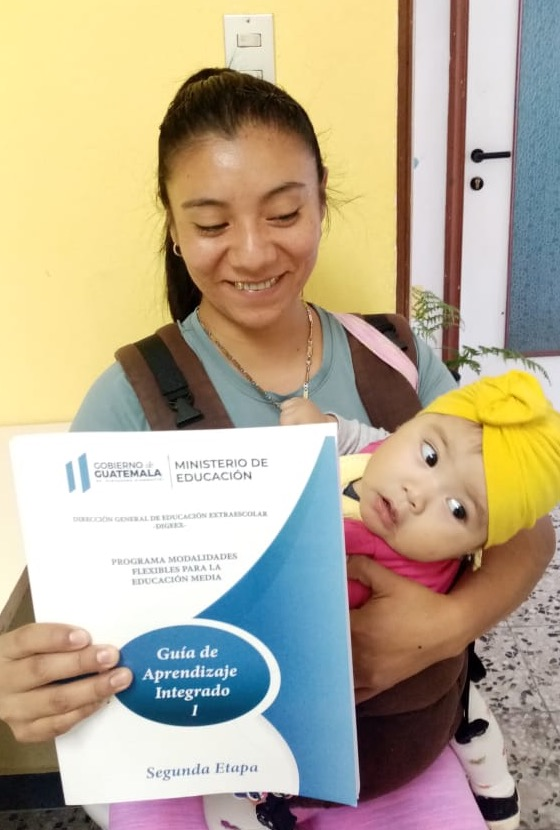 GOBIERNO de
GUATEMALA
MINISTERIO DE
EDUCACIÓN
DIRECCIÓN GENERAL DE EDUCACIÓN EXTRAESCOLAR
-DIGEEX-
PROGRAMA MODALIDADES
FLEXIBLES PARA LA
EDUCACIÓN MEDIA
Guía de
Aprendizaje
Integrado
I
Segunda Etapa